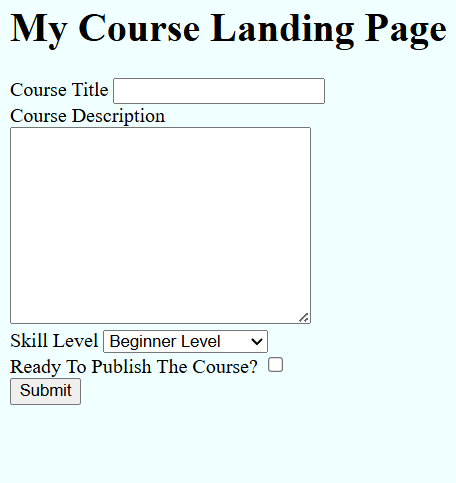 My Course Landing Page
Course Title
Course Description
Skill Level Beginner Level
Ready To Publish The Course?
Submit